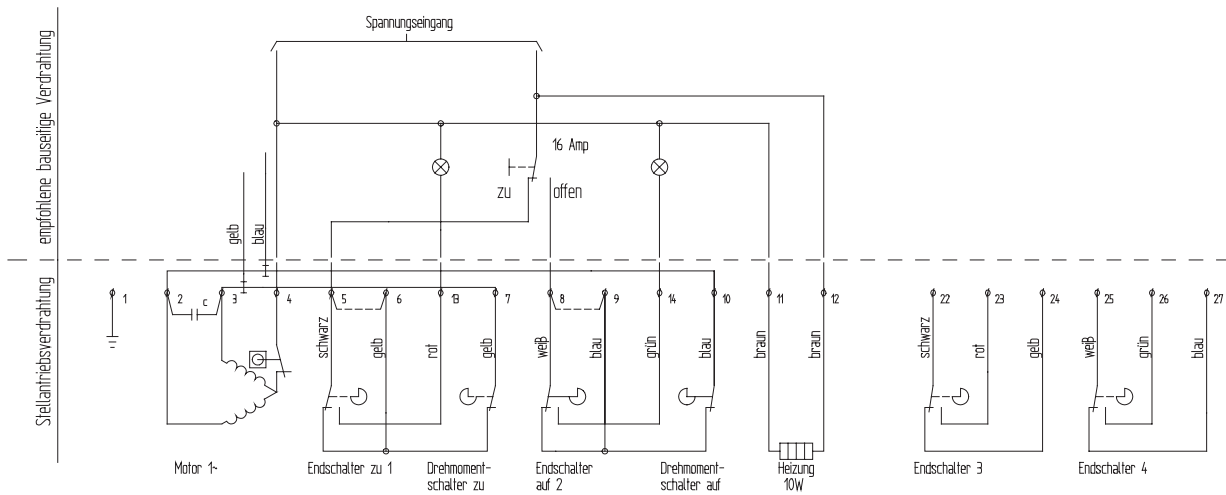 Spannungseingang
empfohlene bauseitige Verdrahtung
16 Amp
zu
offen
gelb
blau
Stellantriebsverdrahtung
1
2
c
3
4
5
6
13
7
8
9
14
10
11
12
22
23
24
25
26
27
schwarz
gelb
rot
gelb
weiß
blau
grün
blau
braun
braun
schwarz
rot
gelb
weiß
grün
blau
Motor 1~
Endschalter zu 1
Drehmoment-
schalter zu
Endschalter
auf 2
Drehmoment-
schalter auf
Heizung
10W
Endschalter 3
Endschalter 4